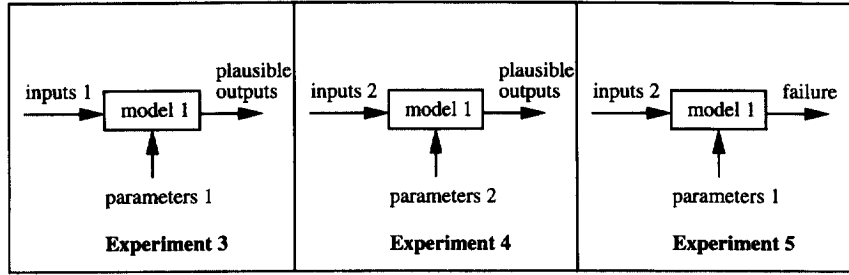 inputs 1
model 1
plausible
outputs
parameters 1
Experiment 3
inputs 2
model 1
plausible
outputs
parameters 2
Experiment 4
inputs 2
model 1
failure
parameters 1
Experiment 5